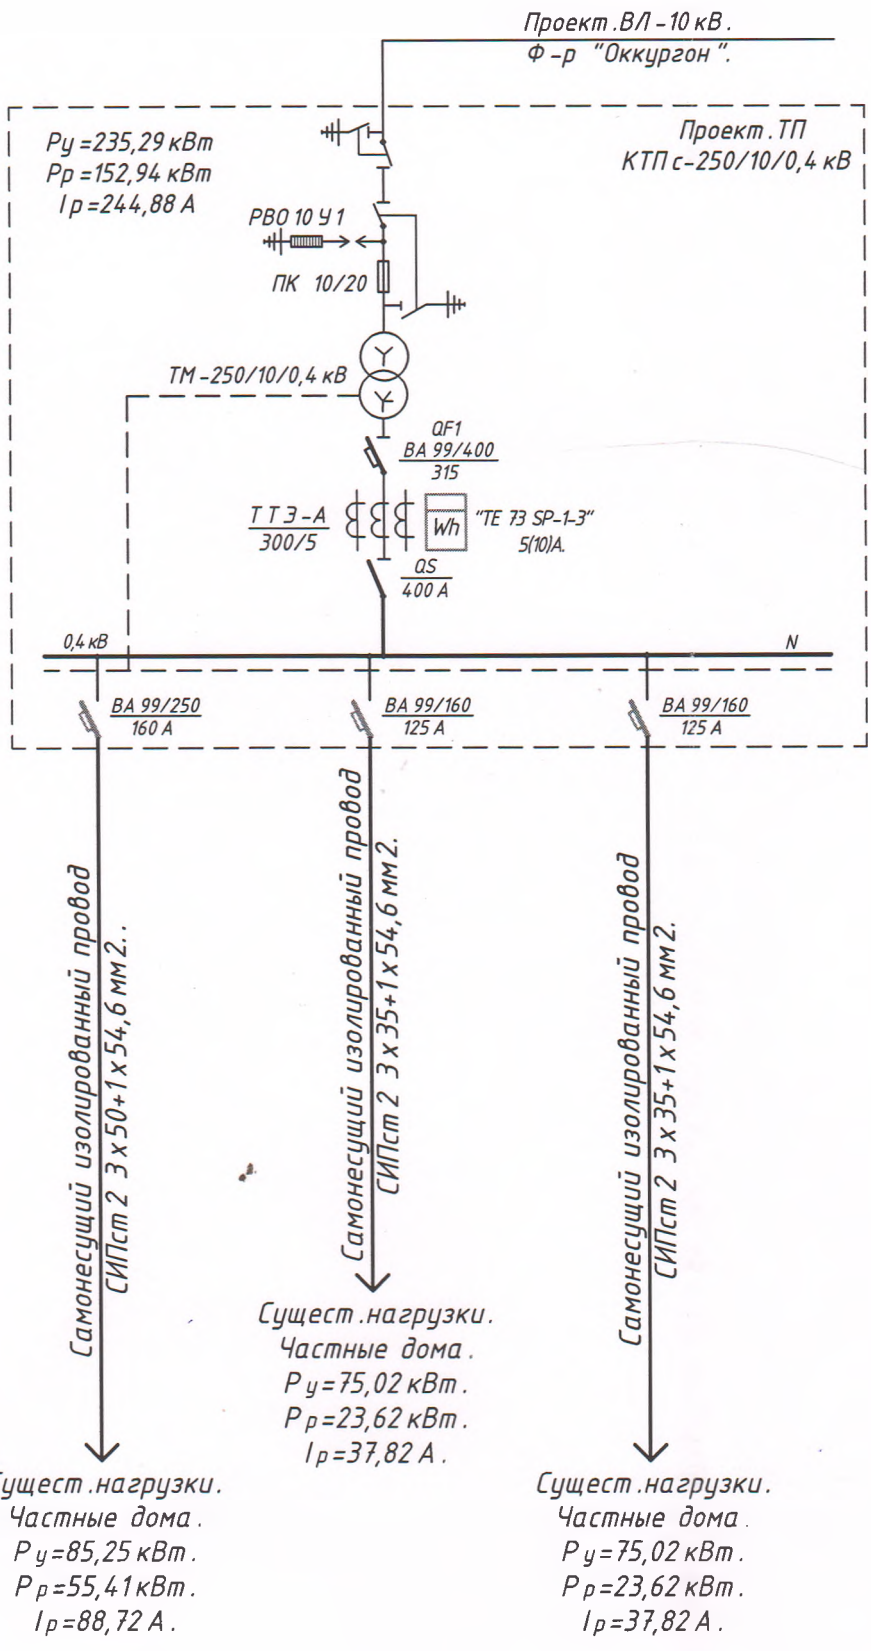 Проект.ВЛ-10 кВ.
Ф-р "Оккургон".
Проект.ТП
КТП с-250/10/0,4 кВ
Ру=235,29 кВт
Рр=152,94 кВт
Iр=244,88 А
РВО 10 У1
ПК 10/20
ТМ-250/10/0,4 кВ
QF1
ВА 99/400
315
ТТЭ-А
300/5
Wh
"TE 73 SP-1-3"
5(10)А.
QS
400 А
0,4 кВ
N
ВА 99/250
160 А
ВА 99/160
125 А
ВА 99/160
125 А
Самонесущий изолированный провод
СИПст 2 3х50+1х54,6 мм2..
Самонесущий изолированный провод
СИПст 2 3х35+1х54,6 мм2.
Самонесущий изолированный провод
СИПст 2 3х35+1х54,6 мм2.
Сущест.нагрузки.
Частные дома.
Ру=75,02 кВт.
Рр=23,62 кВт.
Iр=37,82 А.
Сущест.нагрузки.
Частные дома.
Ру=85,25 кВт.
Рр=55,41 кВт.
Iр=88,72 А.
Сущест.нагрузки.
Частные дома.
Ру=75,02 кВт.
Рр=23,62 кВт.
Iр=37,82 А.